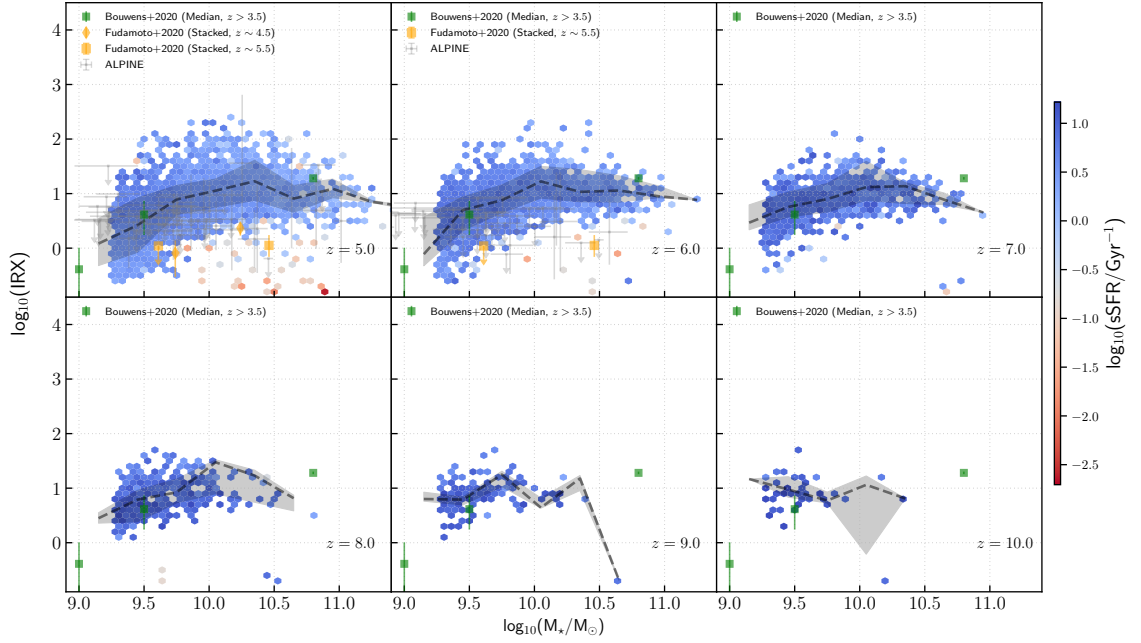 Bouwens+2020 (Median, z > 3.5)
Fudamoto+2020 (Stacked, z ∼ 4.5)
Fudamoto+2020 (Stacked, z ∼ 5.5)
ALPINE
z = 5.0
Bouwens+2020 (Median, z > 3.5)
Fudamoto+2020 (Stacked, z ∼ 5.5)
ALPINE
z = 6.0
Bouwens+2020 (Median, z > 3.5)
z = 7.0
4
3
2
1
0
Bouwens+2020 (Median, z > 3.5)
z = 8.0
Bouwens+2020 (Median, z > 3.5)
z = 9.0
Bouwens+2020 (Median, z > 3.5)
z = 10.0
4
3
2
1
0
9.0 9.5 10.0 10.5 11.0
9.0 9.5 10.0 10.5 11.0
9.0 9.5 10.0 10.5 11.0
log₁₀(IRX)
log₁₀(M⋆/M⊙)
1.0
0.5
0.0
−0.5
−1.0
−1.5
−2.0
−2.5
log₁₀(sSFR/Gyr⁻¹)